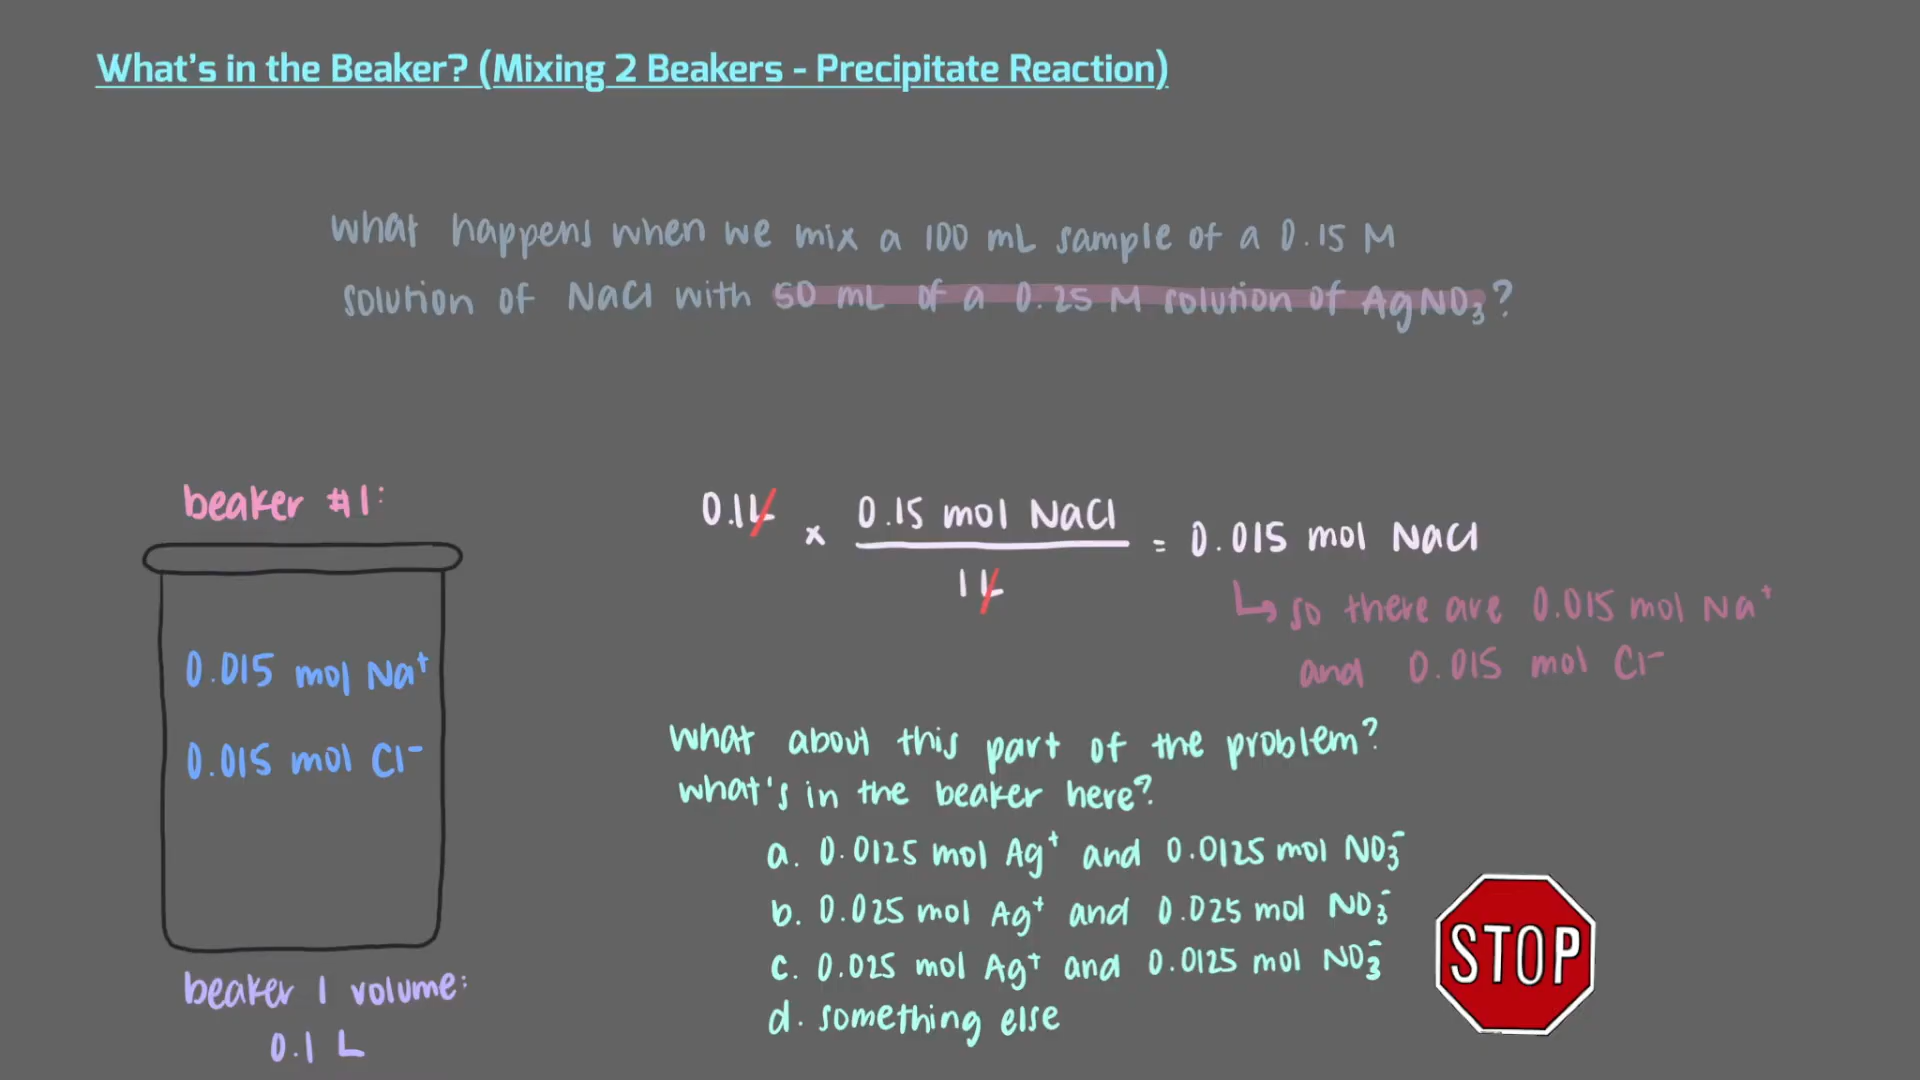 What's in the Beaker? (Mixing 2 Beakers - Precipitate Reaction)
what happens when we mix a 100 mL sample of a 0.15 M
solution of NaCl with 50 mL of a 0.25 M solution of AgNO₃?
beaker #1:
0.015 mol Na⁺
0.015 mol Cl⁻
beaker 1 volume:
0.1 L
0.1 L x 0.15 mol NaCl
1 L
= 0.015 mol NaCl
↳ so there are 0.015 mol Na⁺
and 0.015 mol Cl⁻
what about this part of the problem?
what's in the beaker here?
a. 0.0125 mol Ag⁺ and 0.0125 mol NO₃⁻
b. 0.025 mol Ag⁺ and 0.025 mol NO₃⁻
c. 0.025 mol Ag⁺ and 0.0125 mol NO₃⁻
d. something else
STOP